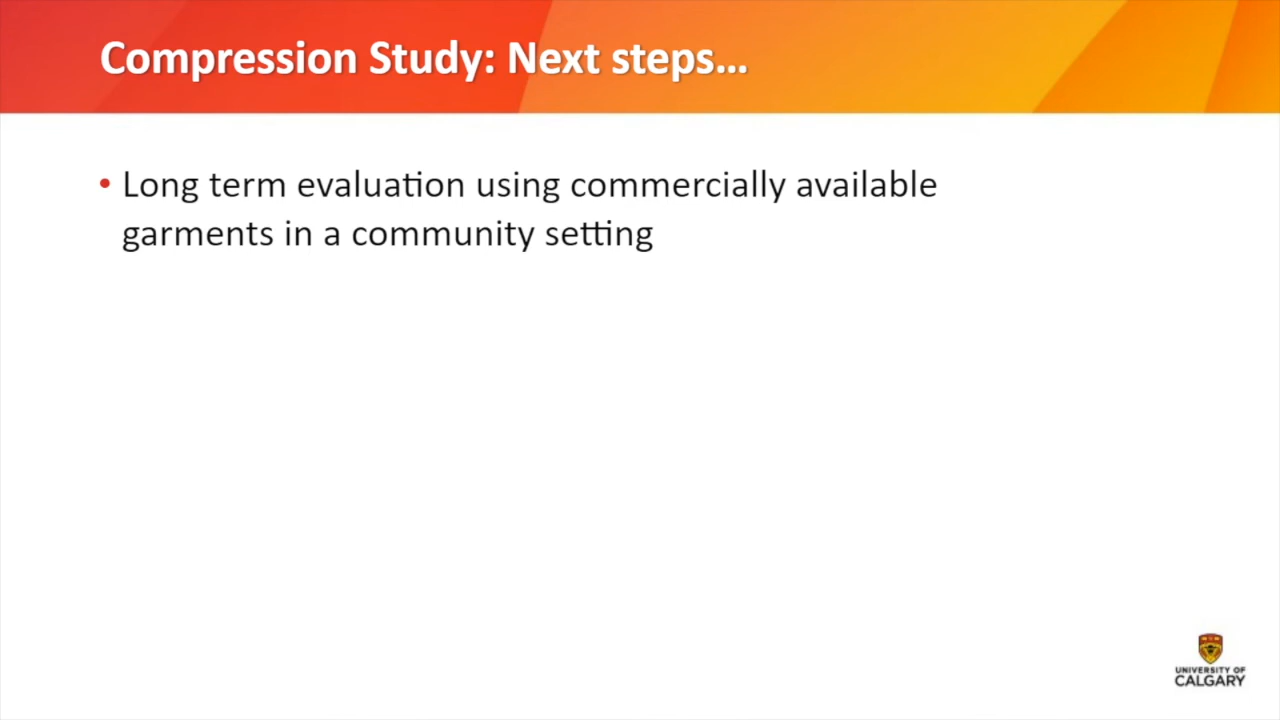 Compression Study: Next steps…
• Long term evaluation using commercially available
garments in a community setting
UNIVERSITY OF
CALGARY